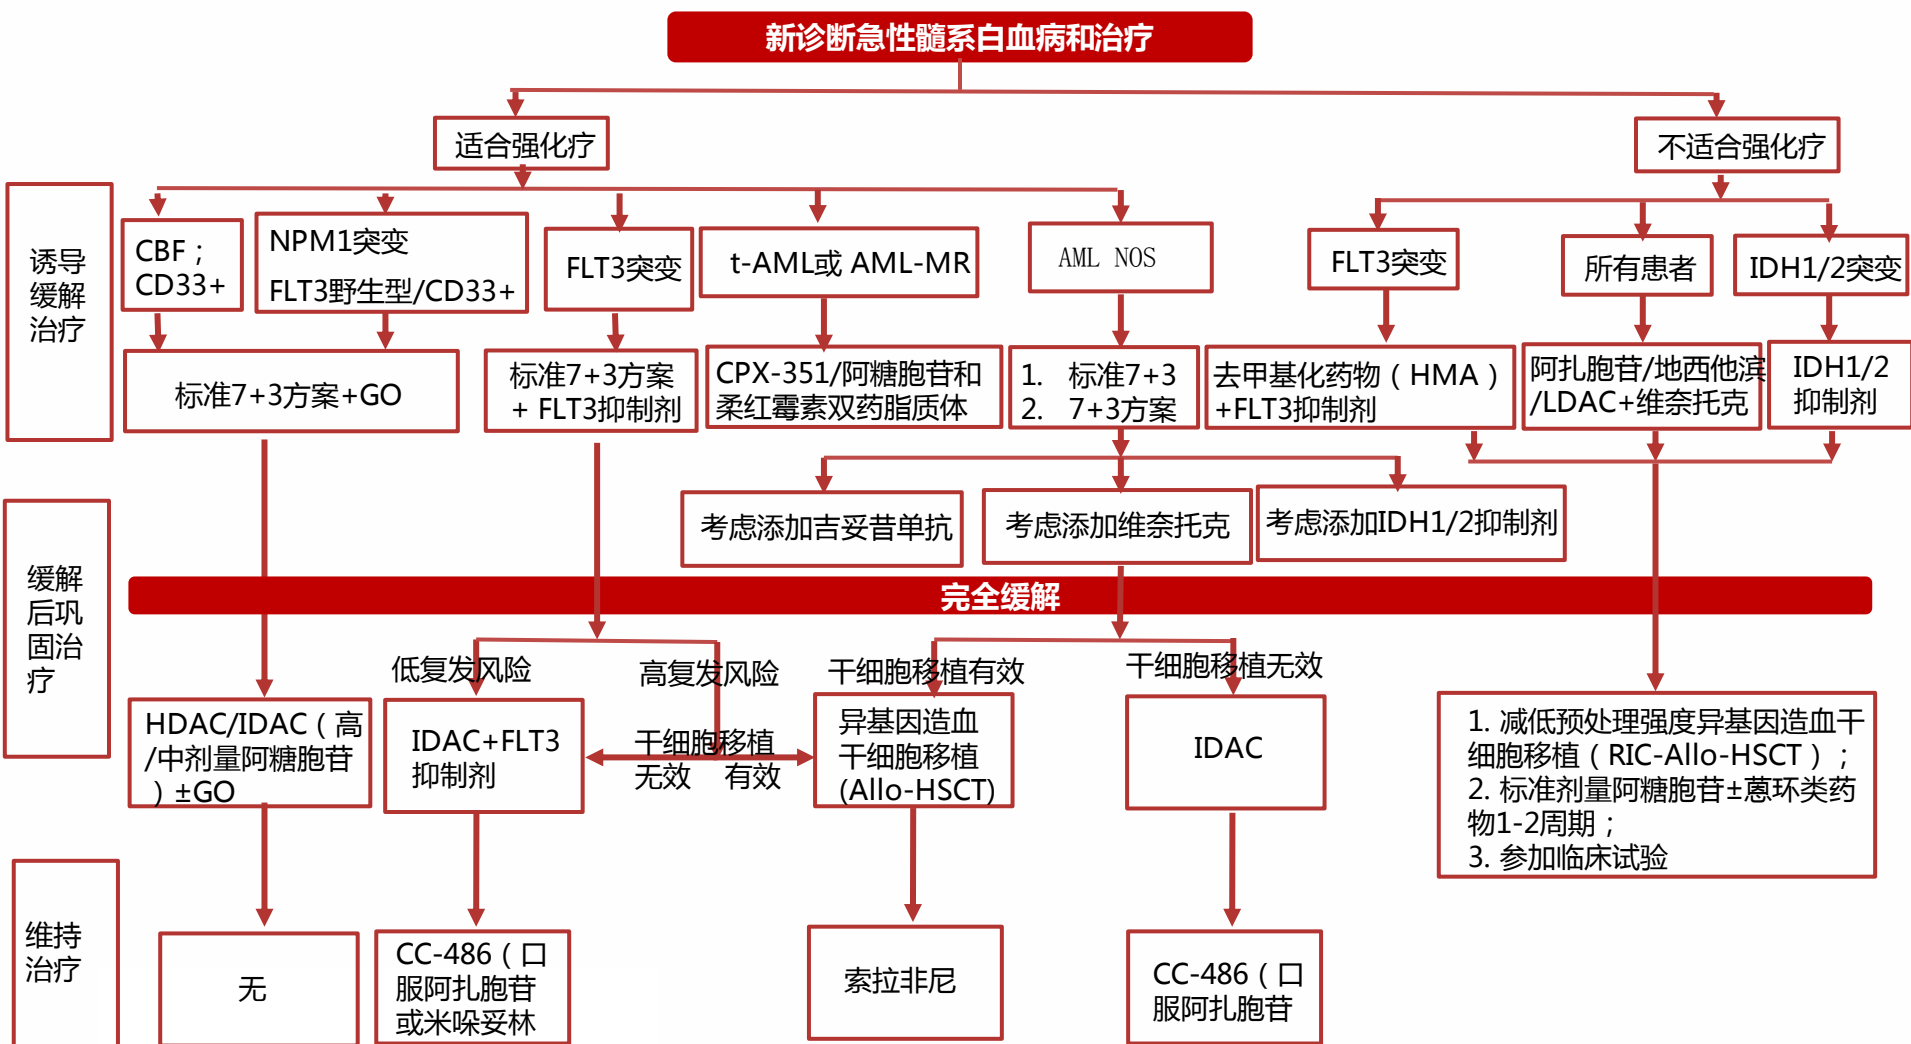 新诊断急性髓系白血病和治疗
适合强化疗
不适合强化疗
诱导
缓解
治疗
CBF；
CD33+
NPM1突变
FLT3野生型/CD33+
FLT3突变
t-AML或 AML-MR
AML NOS
FLT3突变
所有患者
IDH1/2突变
标准7+3方案+GO
标准7+3方案
+ FLT3抑制剂
CPX-351/阿糖胞苷和
柔红霉素双药脂质体
1. 标准7+3
2. 7+3方案
去甲基化药物（HMA）
+FLT3抑制剂
阿扎胞苷/地西他滨
/LDAC+维奈托克
IDH1/2
抑制剂
考虑添加吉妥昔单抗
考虑添加维奈托克
考虑添加IDH1/2抑制剂
缓解
后巩
固治
疗
完全缓解
低复发风险
高复发风险
干细胞移植有效
干细胞移植无效
HDAC/IDAC（高
/中剂量阿糖胞苷
）±GO
IDAC+FLT3
抑制剂
干细胞移植
无效 有效
异基因造血
干细胞移植
(Allo-HSCT)
IDAC
1. 减低预处理强度异基因造血干
细胞移植（RIC-Allo-HSCT）；
2. 标准剂量阿糖胞苷±蒽环类药
物1-2周期；
3. 参加临床试验
维持
治疗
无
CC-486（口
服阿扎胞苷
或米哚妥林
索拉非尼
CC-486（口
服阿扎胞苷